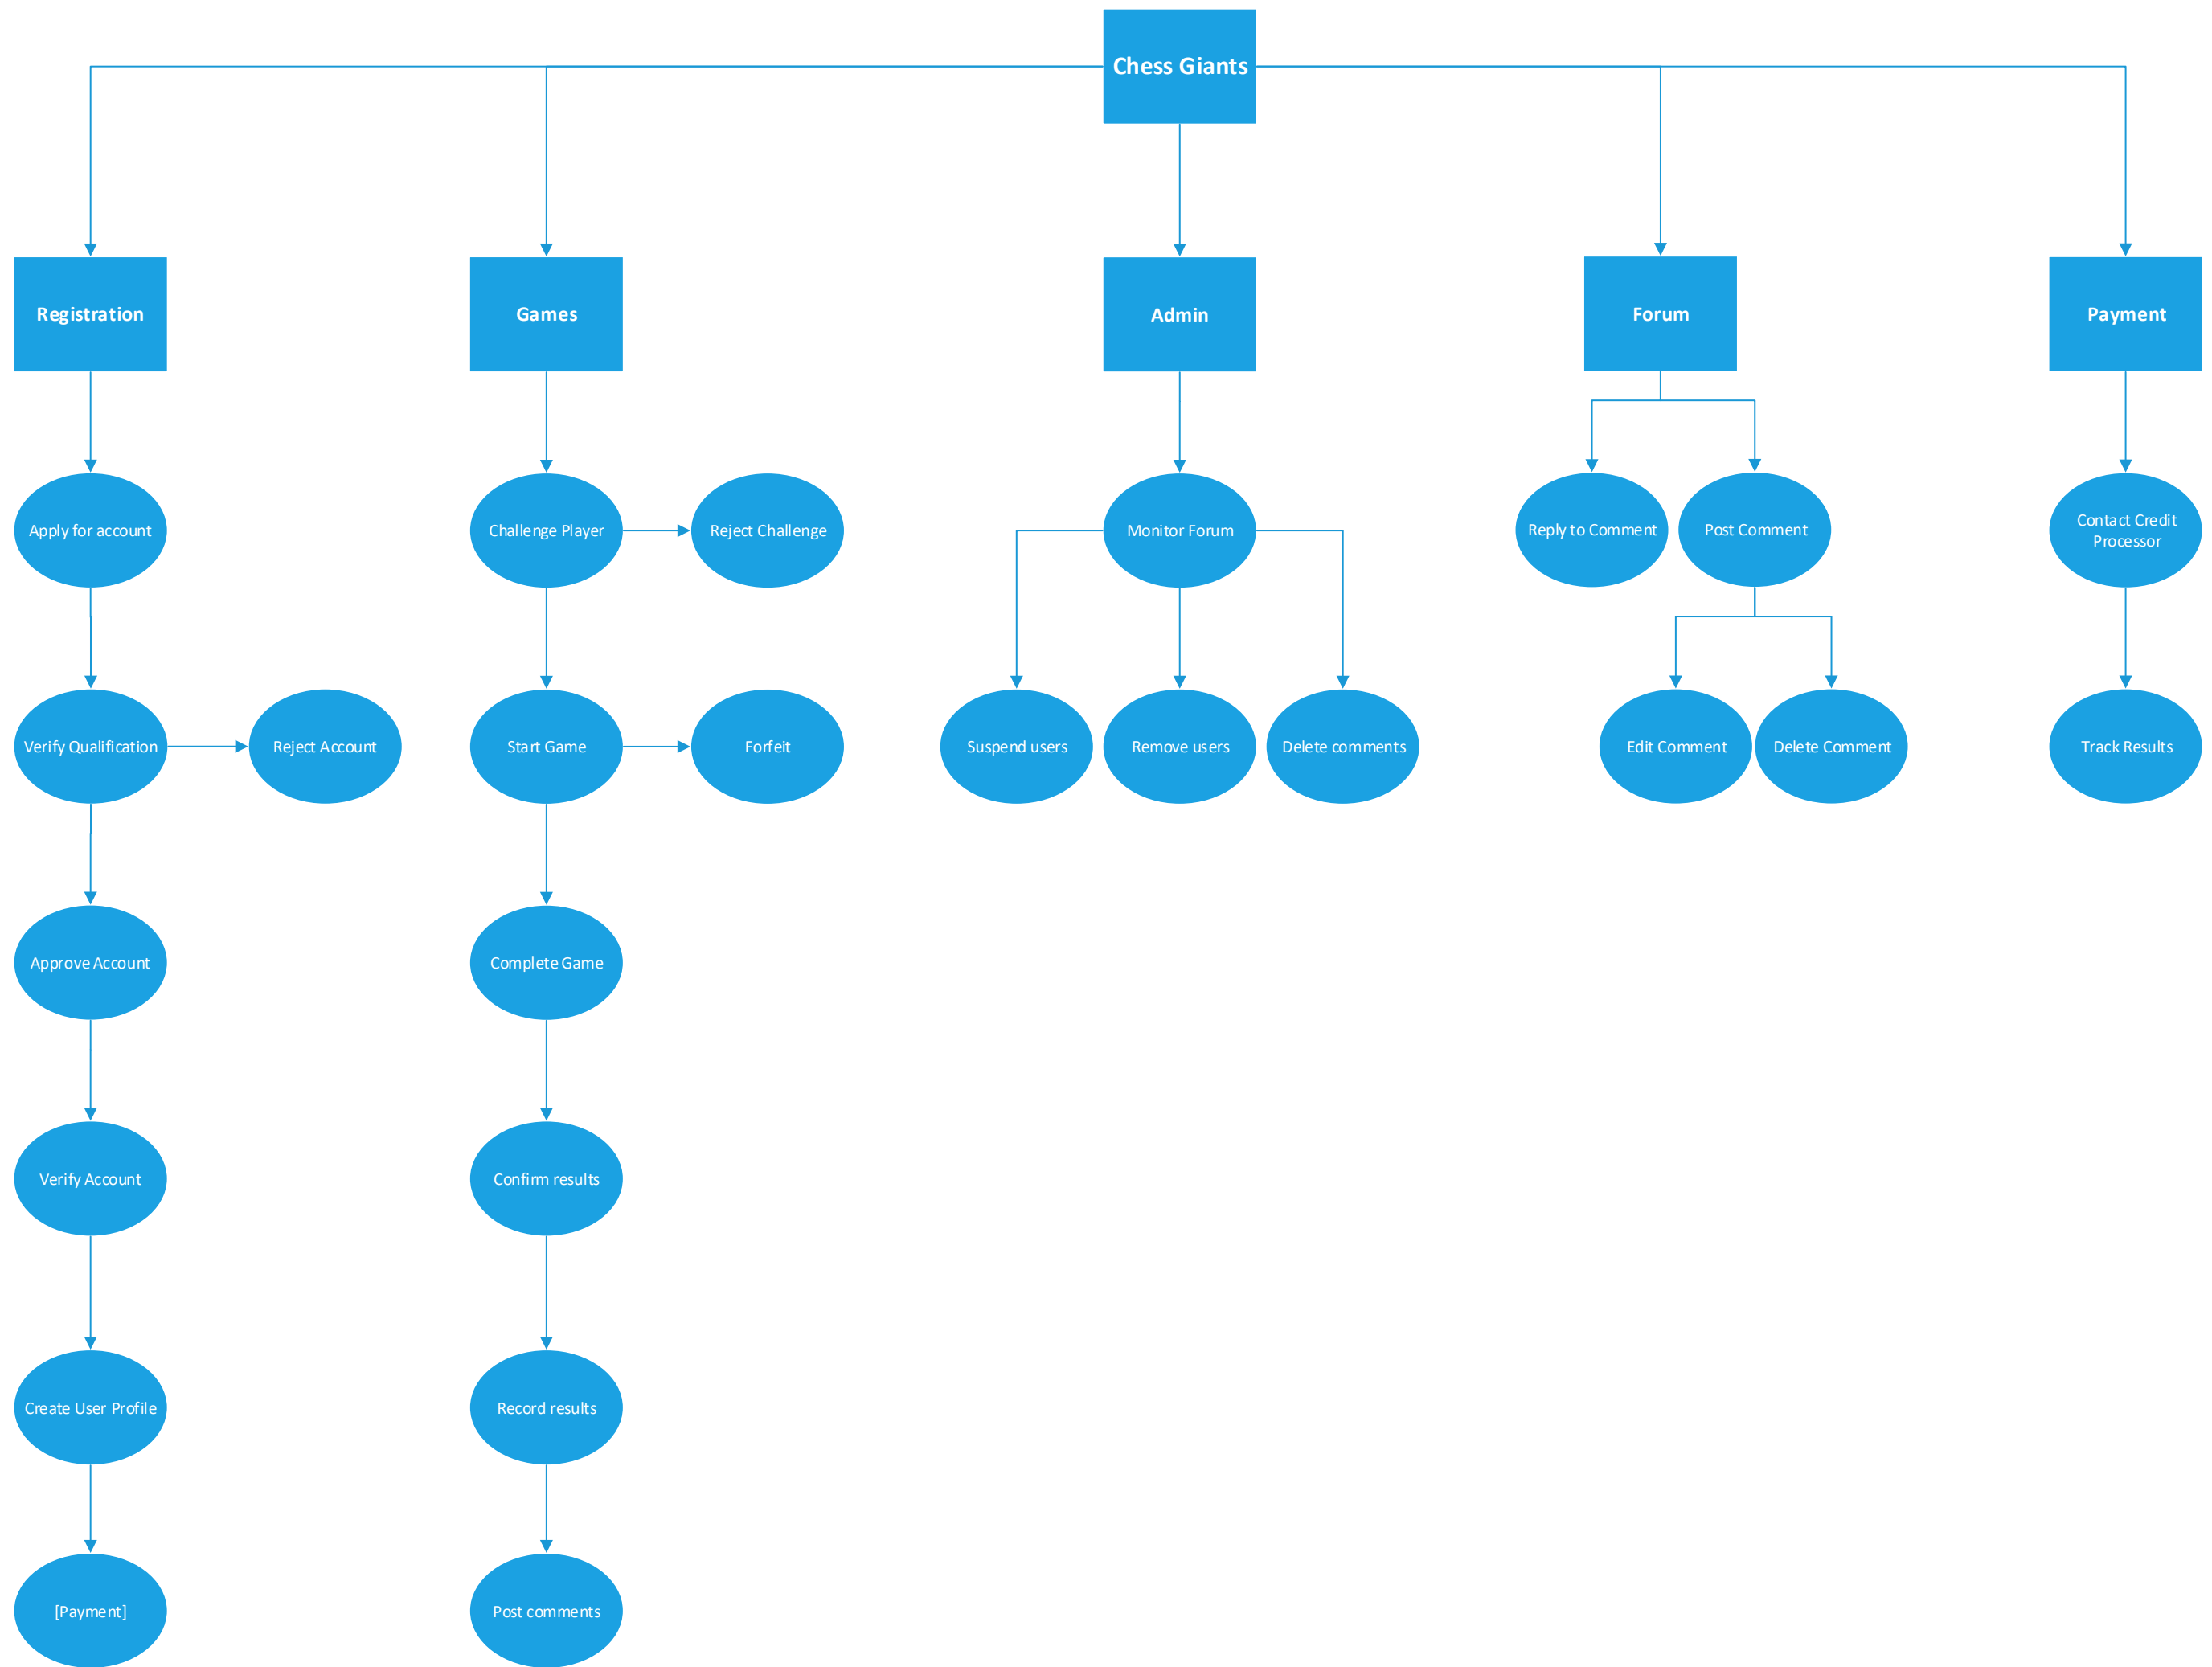 Chess Giants
Registration
Games
Admin
Forum
Payment
Apply for account
Challenge Player
Reject Challenge
Monitor Forum
Reply to Comment
Post Comment
Contact Credit
Processor
Verify Qualification
Reject Account
Start Game
Forfeit
Suspend users
Remove users
Delete comments
Edit Comment
Delete Comment
Track Results
Approve Account
Complete Game
Verify Account
Confirm results
Create User Profile
Record results
[Payment]
Post comments